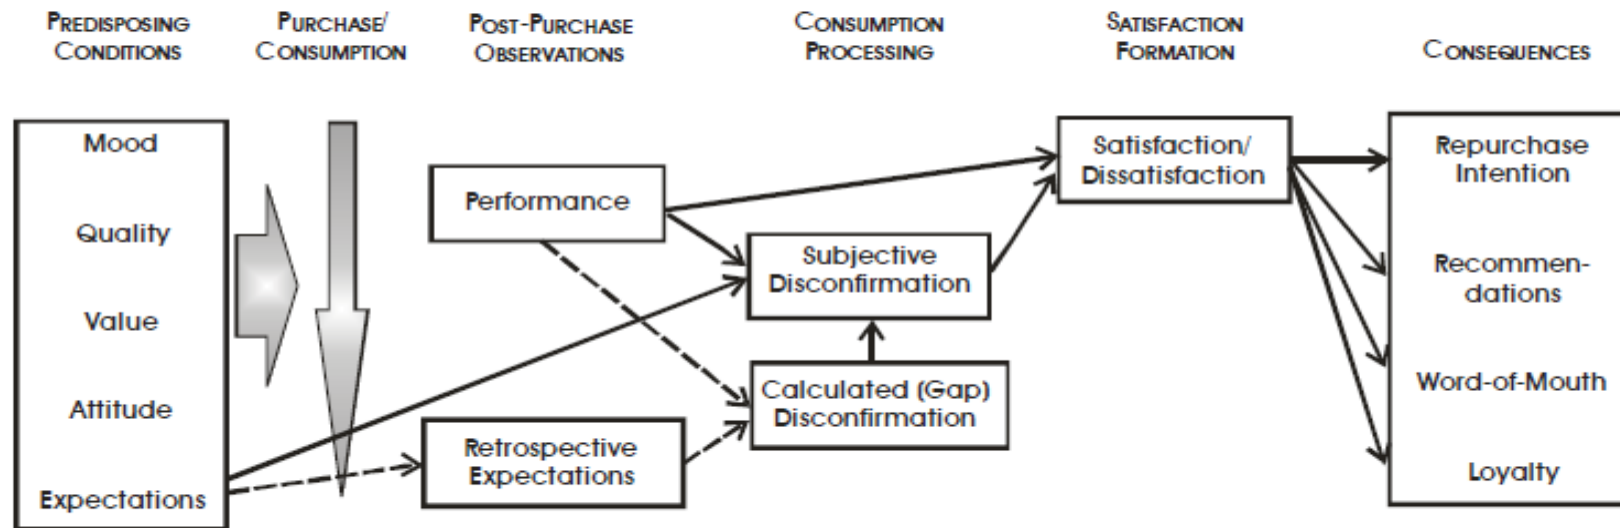 PREDISPOSING
CONDITIONS
PURCHASE/
CONSUMPTION
POST-PURCHASE
OBSERVATIONS
CONSUMPTION
PROCESSING
SATISFACTION
FORMATION
CONSEQUENCES
Mood
Quality
Value
Attitude
Expectations
Performance
Retrospective
Expectations
Subjective
Disconfirmation
Calculated (Gap)
Disconfirmation
Satisfaction/
Dissatisfaction
Repurchase
Intention
Recommen-
dations
Word-of-Mouth
Loyalty